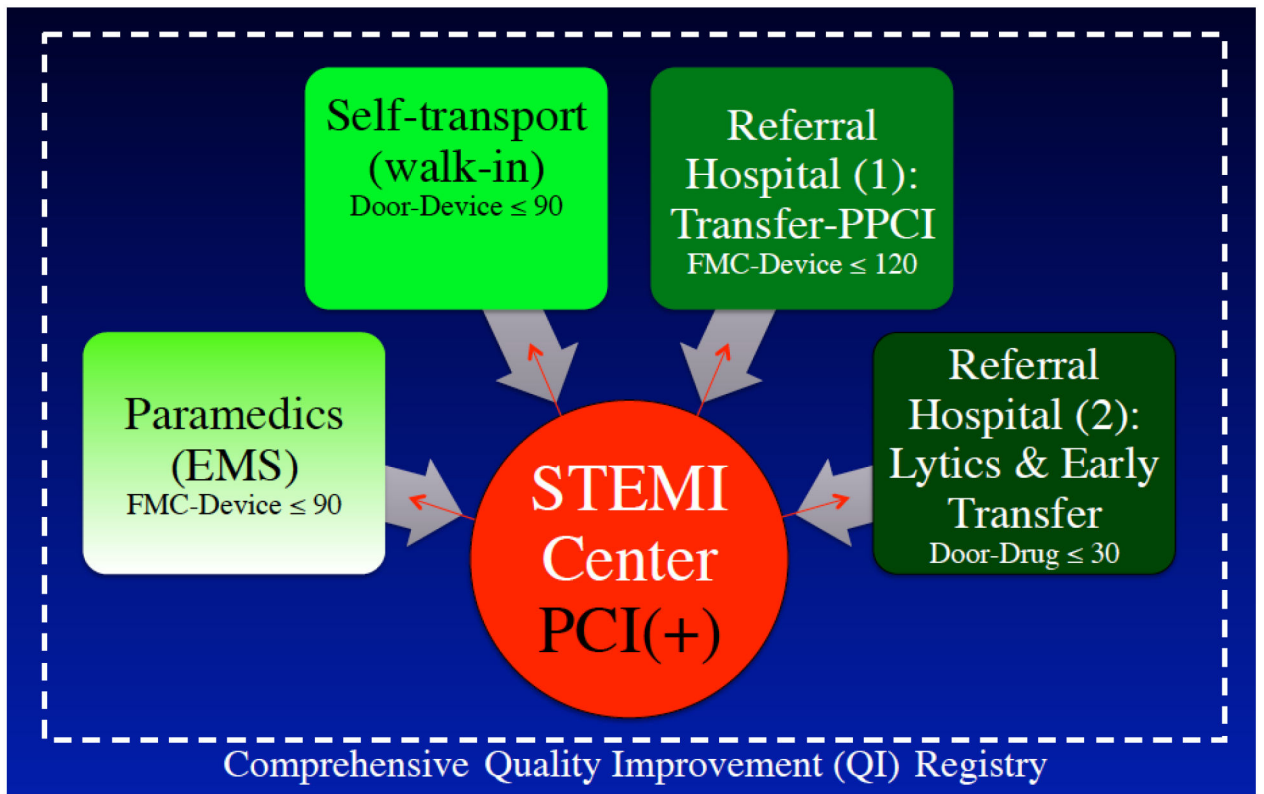 Self-transport
(walk-in)
Door-Device ≤ 90
Referral
Hospital (1):
Transfer-PPCI
FMC-Device ≤ 120
Paramedics
(EMS)
FMC-Device ≤ 90
Referral
Hospital (2):
Lytics & Early
Transfer
Door-Drug ≤ 30
STEMI
Center
PCI(+)
Comprehensive Quality Improvement (QI) Registry